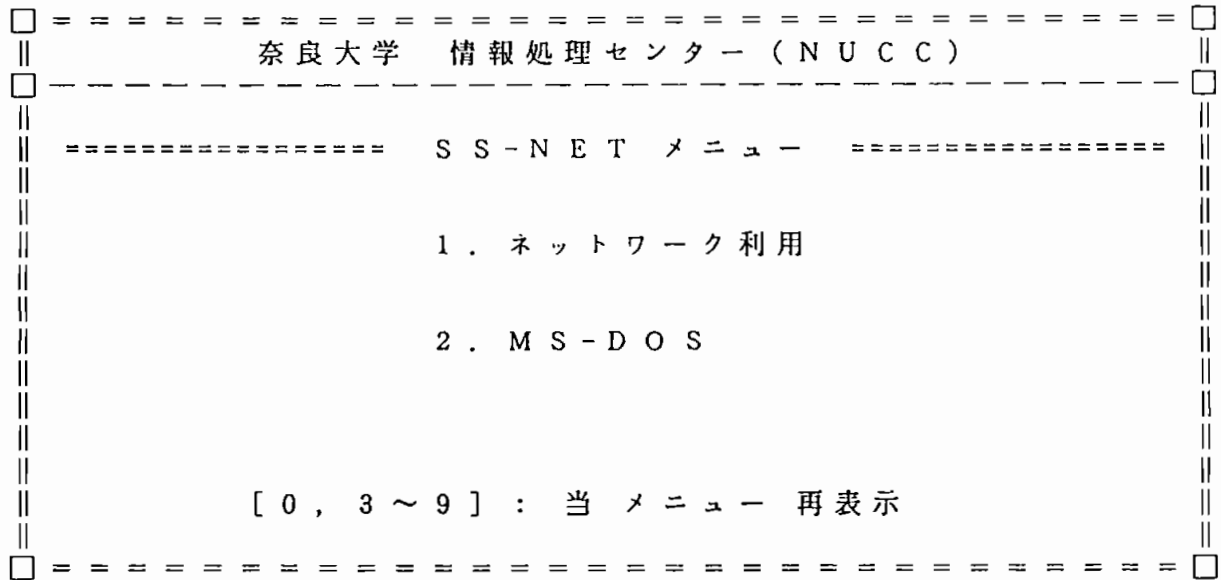 奈良大学 情報処理センター(NUCC)
================= SS-NET メニュー =================
1. ネットワーク利用
2. MS-DOS
[0, 3~9]: 当 メニュー 再表示